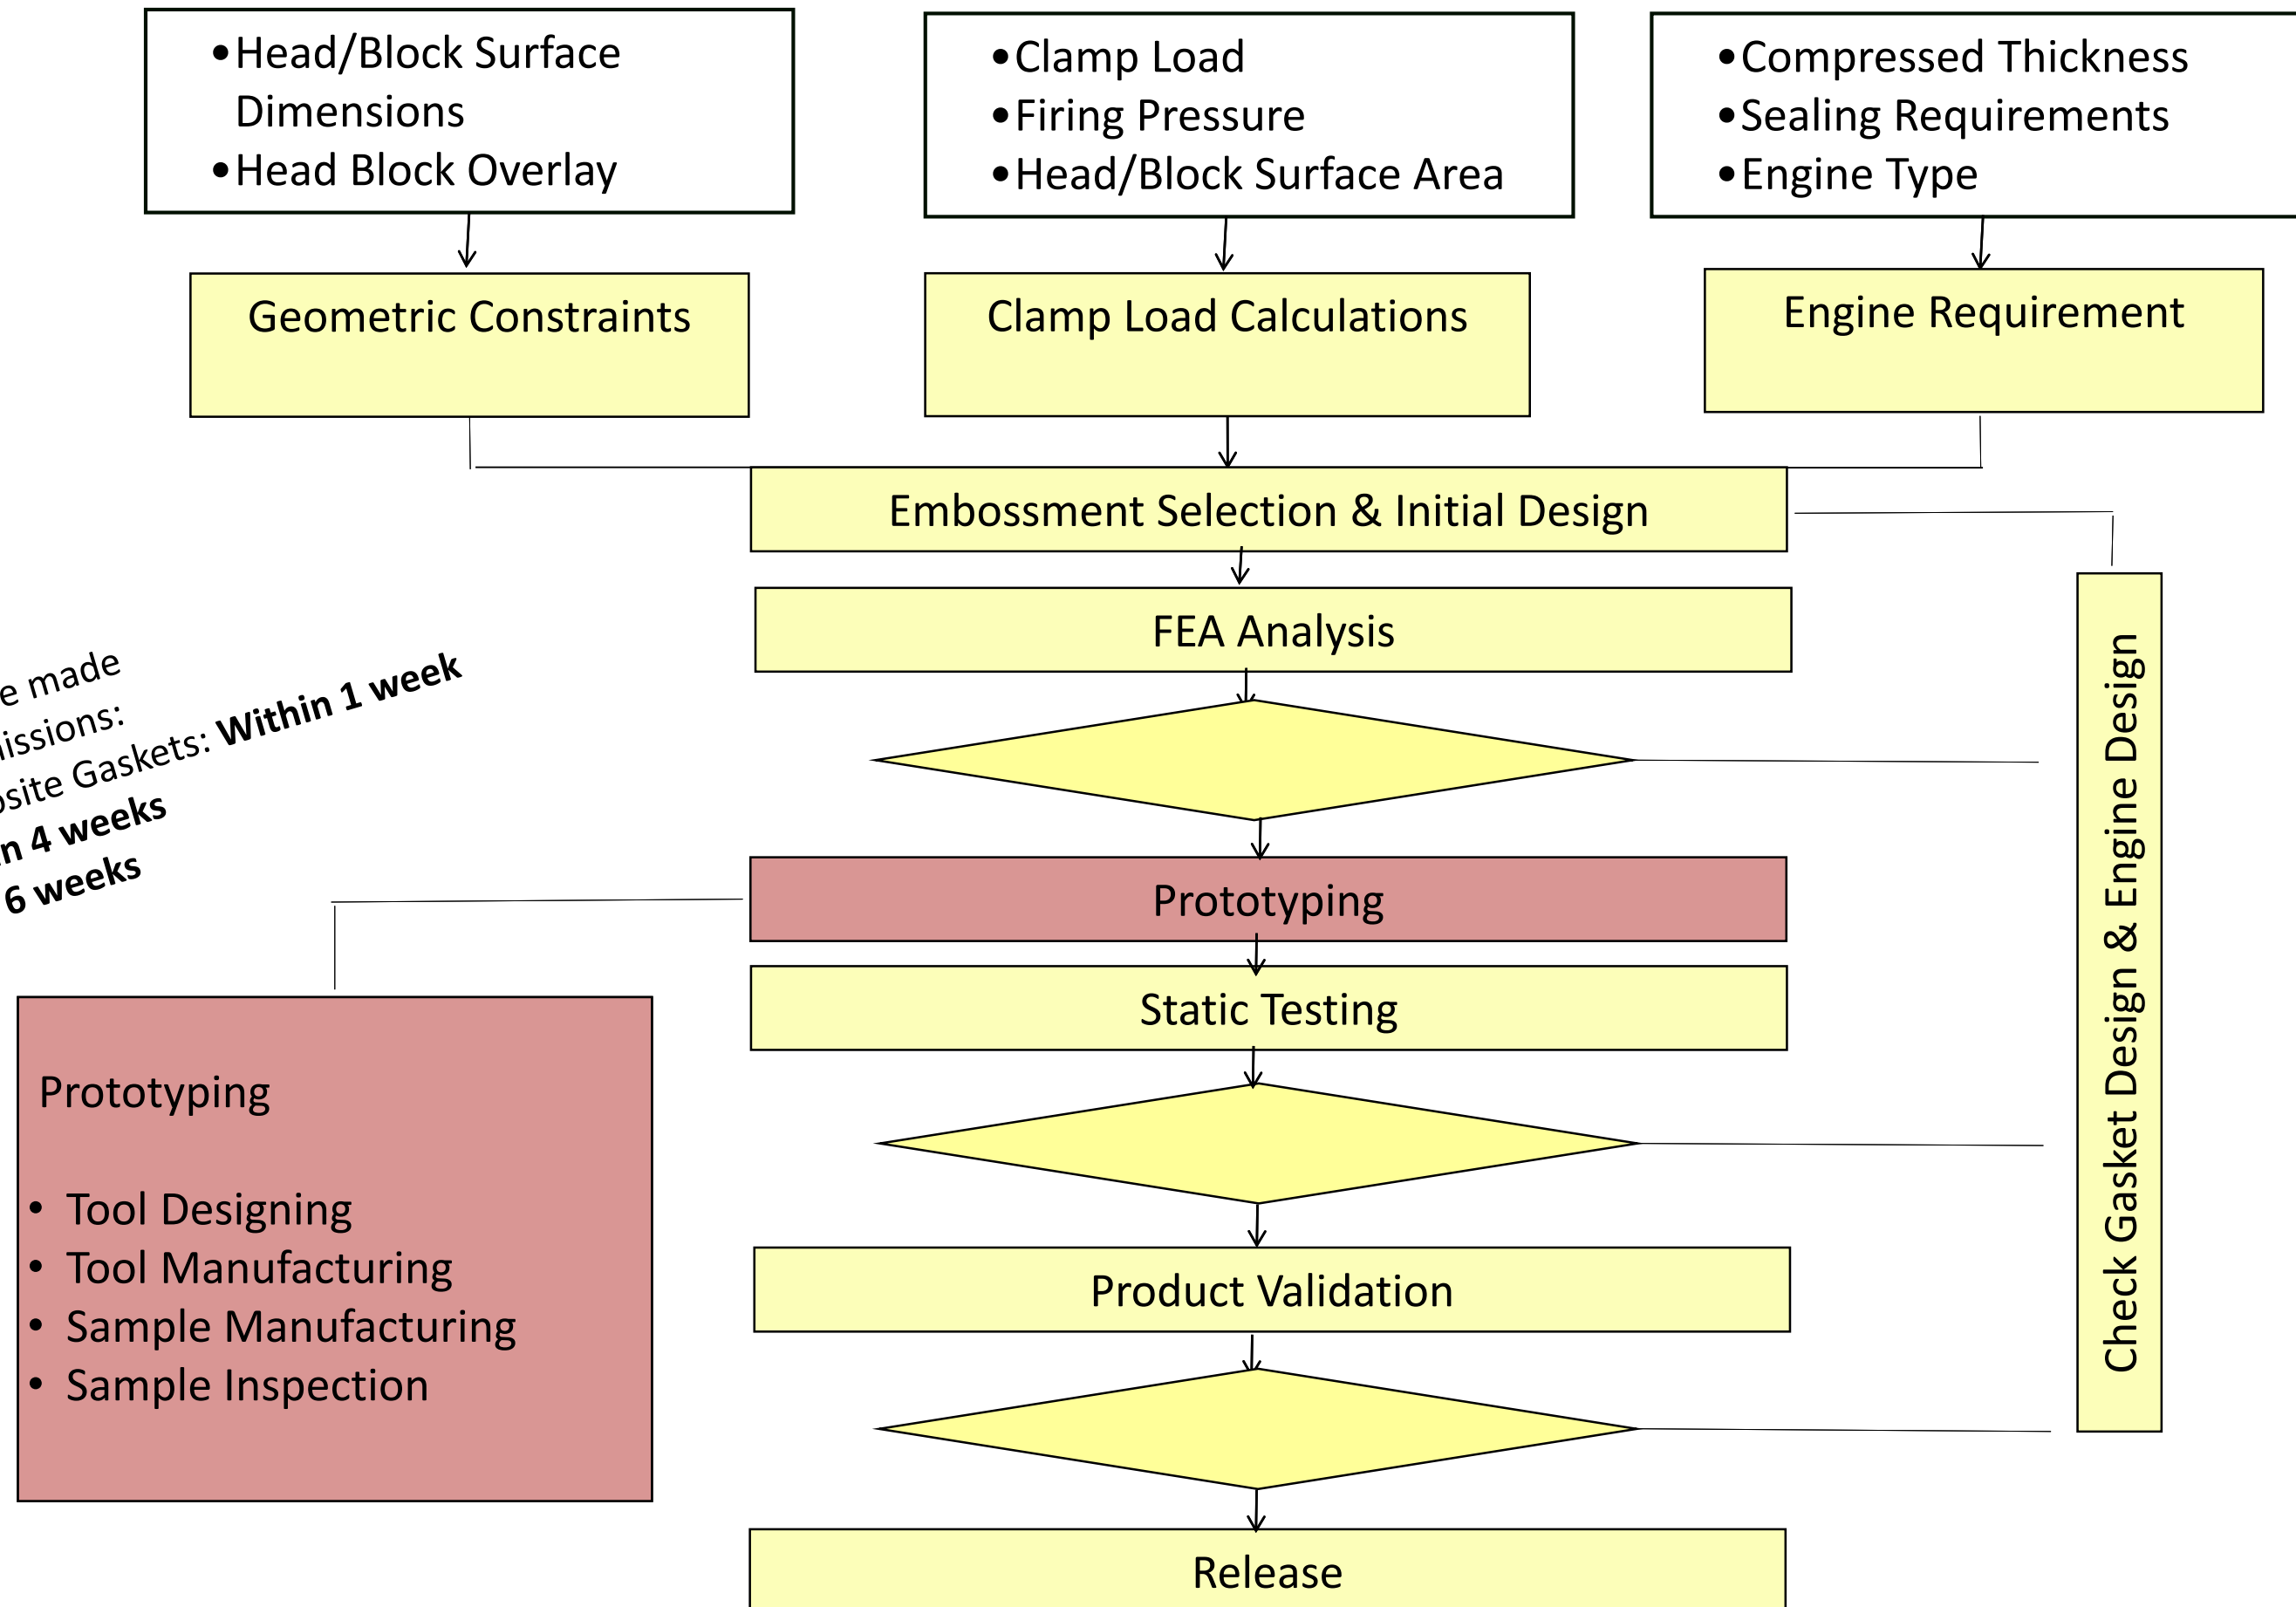 •Head/Block Surface
Dimensions
•Head Block Overlay
•Clamp Load
•Firing Pressure
•Head/Block Surface Area
•Compressed Thickness
•Sealing Requirements
•Engine Type
Geometric Constraints
Clamp Load Calculations
Engine Requirement
Embossment Selection & Initial Design
FEA Analysis
made
Gaskets: Within 1 week
4 weeks
6 weeks
Prototyping
Static Testing
Prototyping
• Tool Designing
• Tool Manufacturing
• Sample Manufacturing
• Sample Inspection
Product Validation
Release
Check Gasket Design & Engine Design